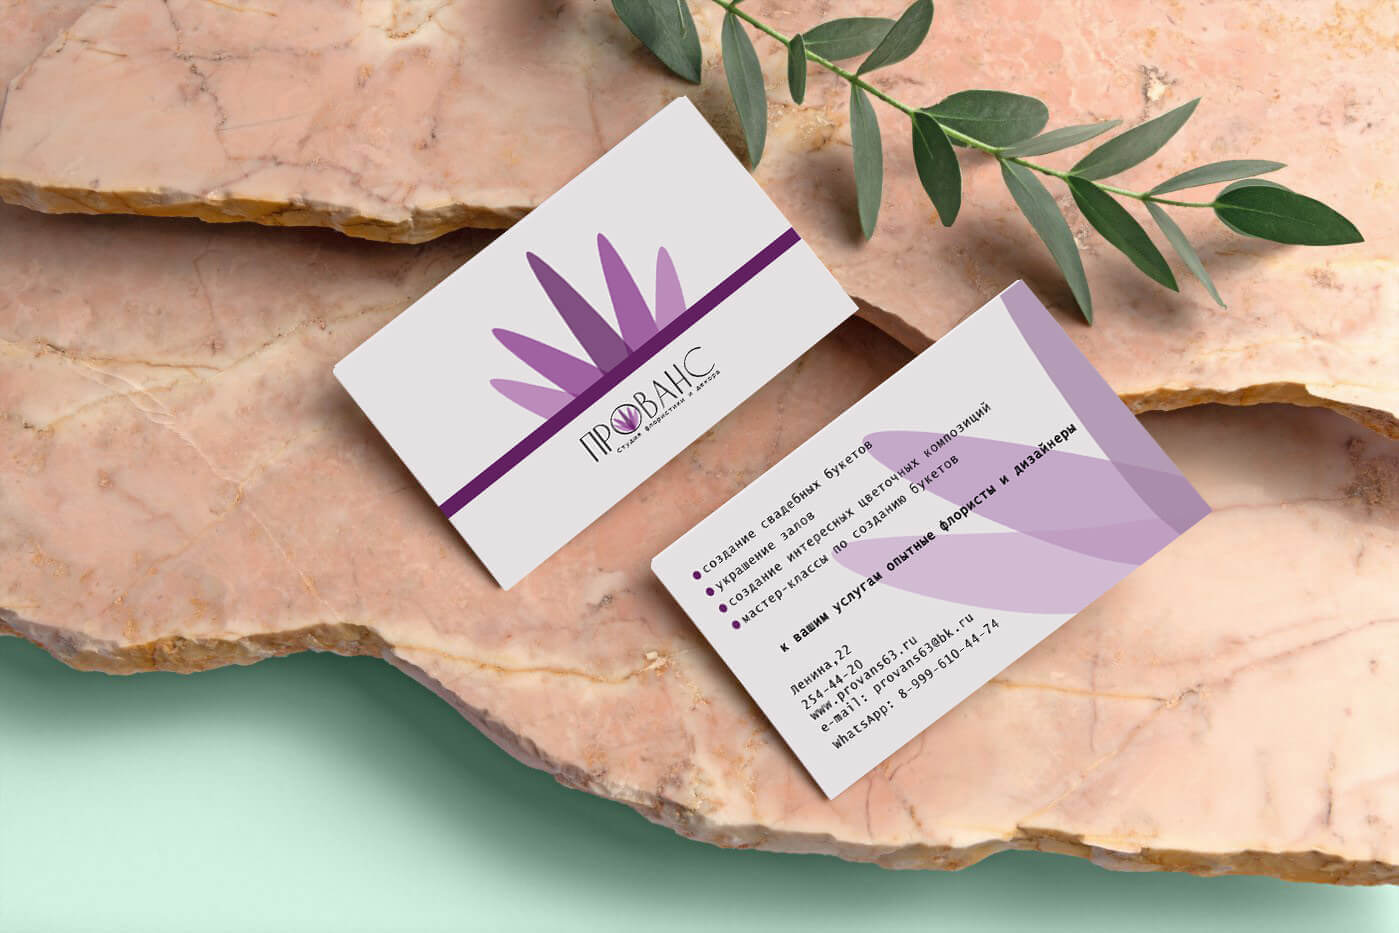 ПРОВАНС
студия флористики и декора
создание свадебных букетов
украшение залов
создание интересных цветочных композиций
мастер-классы по созданию букетов
к вашим услугам опытные флористы и дизайнеры
Ленина,22
254-44-20
www.provans63.ru
e-mail: provans63@bk.ru
WhatsApp: 8-999-610-44-74